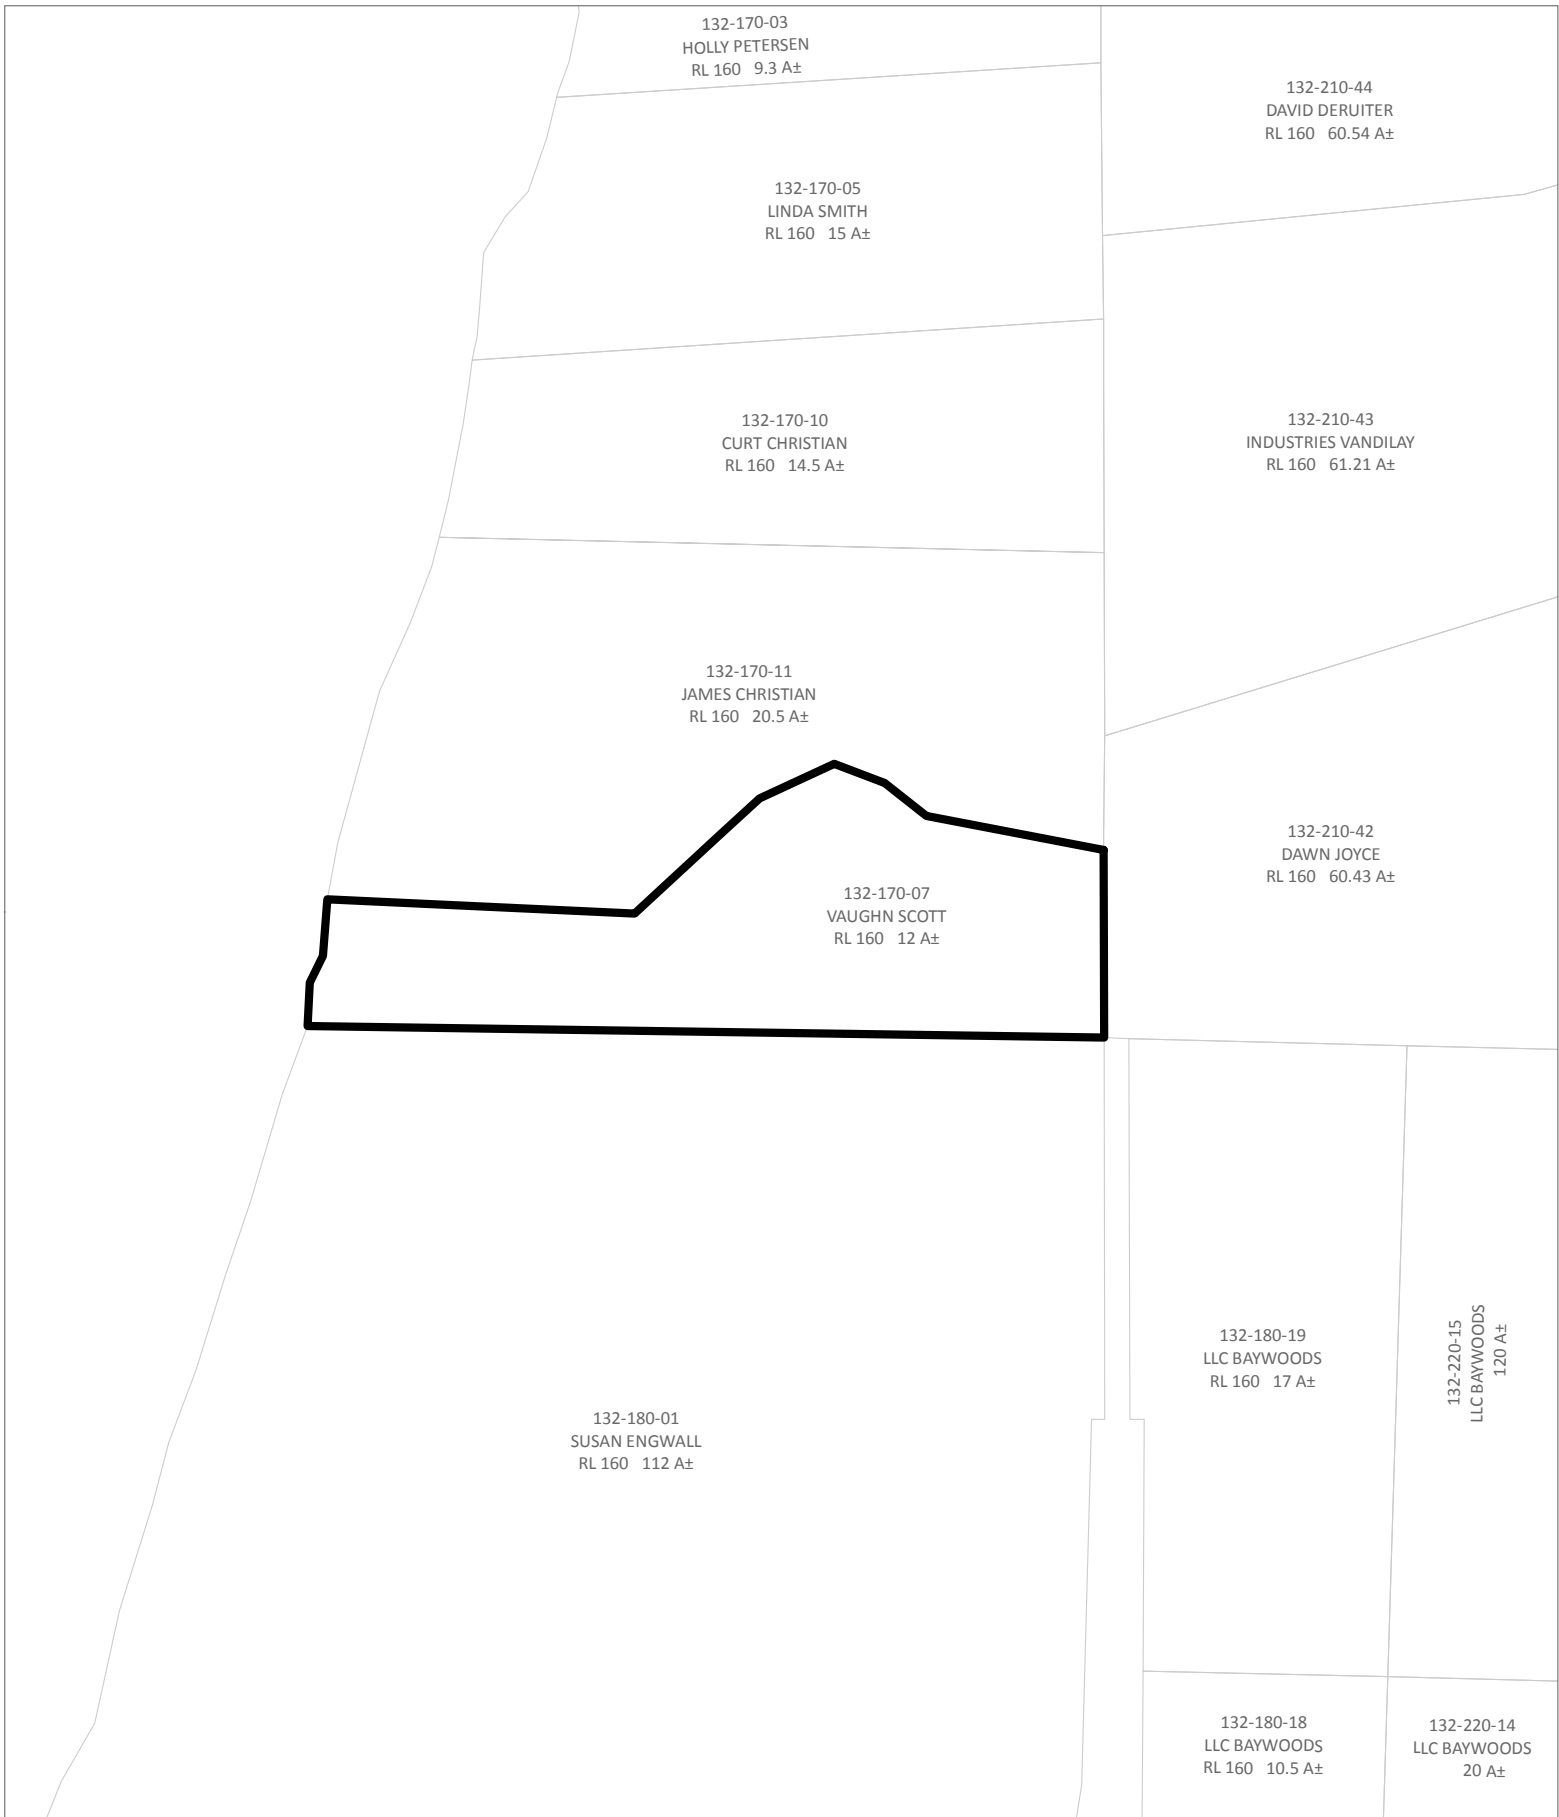 132-170-03
HOLLY PETERSEN
RL 160 9.3 A±
132-210-44
DAVID DERUITER
RL 160 60.54 A±
132-170-05
LINDA SMITH
RL 160 15 A±
132-170-10
CURT CHRISTIAN
RL 160 14.5 A±
132-210-43
INDUSTRIES VANDILAY
RL 160 61.21 A±
132-170-11
JAMES CHRISTIAN
RL 160 20.5 A±
132-210-42
DAWN JOYCE
RL 160 60.43 A±
132-170-07
VAUGHN SCOTT
RL 160 12 A±
132-180-19
LLC BAYWOODS
RL 160 17 A±
132-220-15
LLC BAYWOODS
120 A±
132-180-01
SUSAN ENGWALL
RL 160 112 A±
132-180-18
LLC BAYWOODS
RL 160 10.5 A±
132-220-14
LLC BAYWOODS
20 A±